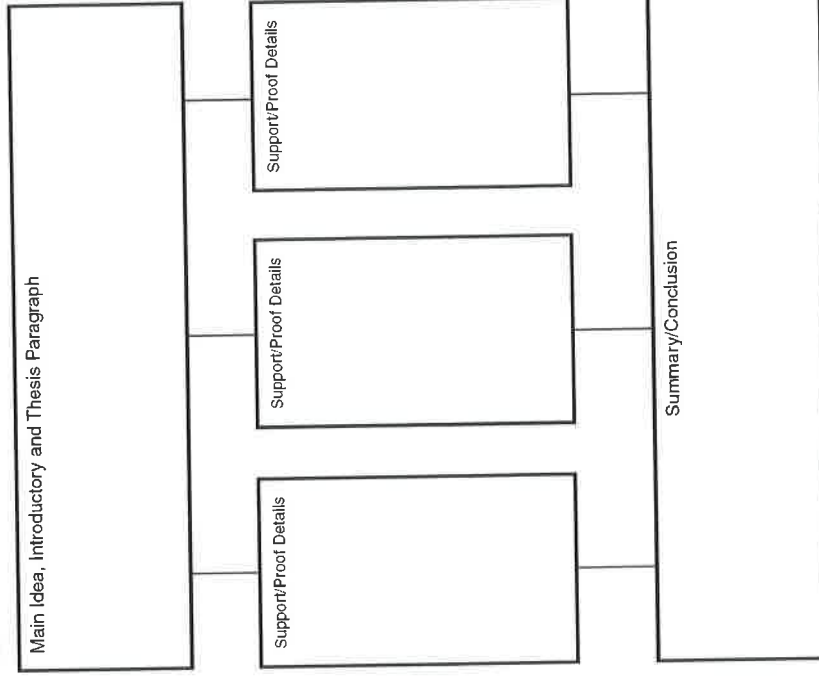 Main Idea, Introductory and Thesis Paragraph
Support/Proof Details
Support/Proof Details
Support/Proof Details
Summary/Conclusion